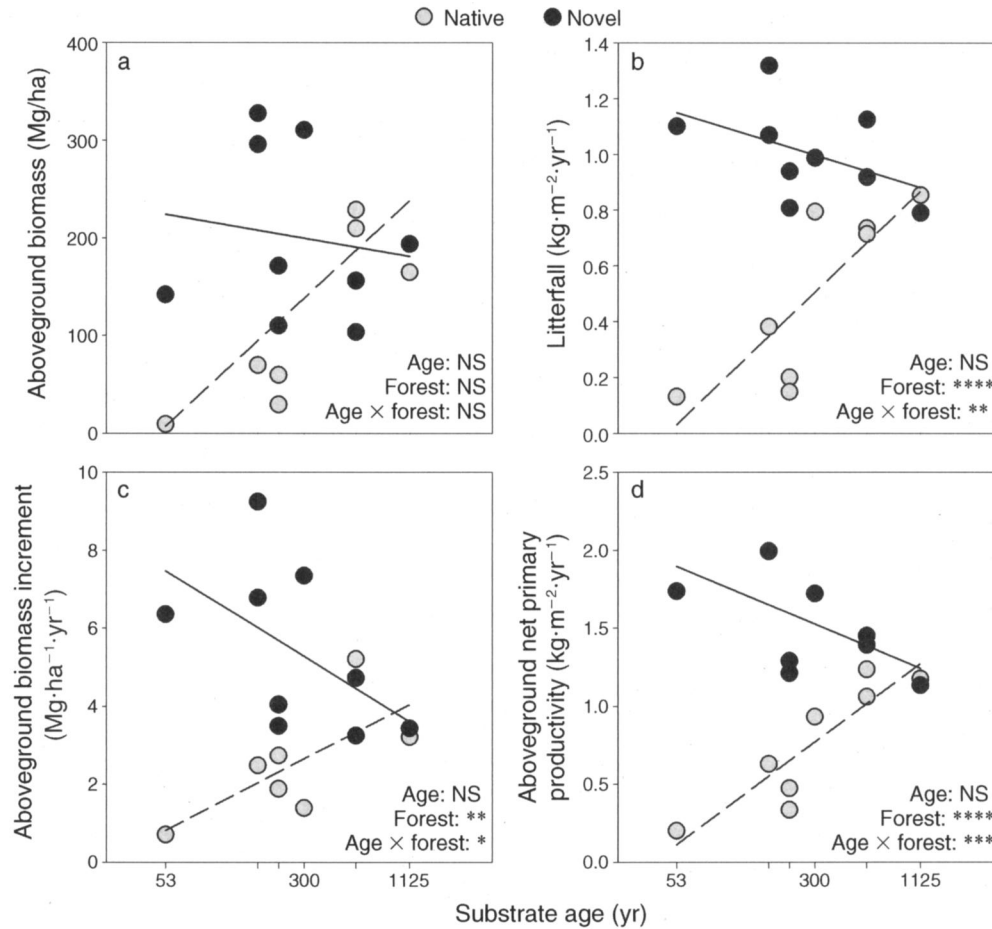 Native Novel
a
Aboveground biomass (Mg/ha)
400
300
200
100
0
Age: NS
Forest: NS
Age × forest: NS
b
Litterfall (kg·m⁻²·yr⁻¹)
1.4
1.2
1.0
0.8
0.6
0.4
0.2
0.0
Age: NS
Forest: ****
Age × forest: **
c
Aboveground biomass increment
(Mg·ha⁻¹·yr⁻¹)
10
8
6
4
2
0
Age: NS
Forest: **
Age × forest: *
53 300 1125
d
Aboveground net primary
productivity (kg·m⁻²·yr⁻¹)
2.5
2.0
1.5
1.0
0.5
0.0
Age: NS
Forest: ****
Age × forest: ***
53 300 1125
Substrate age (yr)